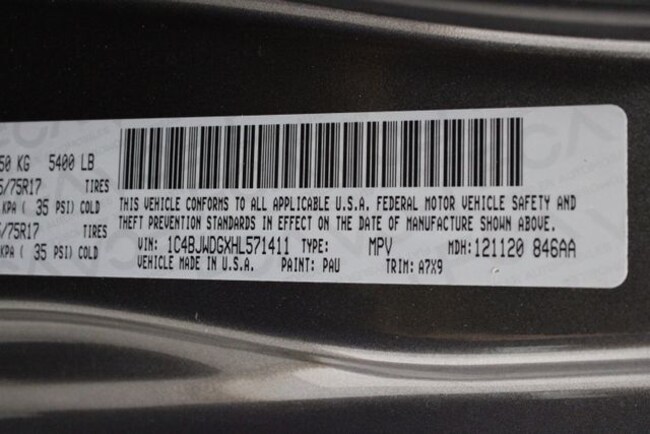 50 KG 5400 LB
/75R17 TIRES
KPA ( 35 PSI) COLD
/75R17 TIRES
KPA ( 35 PSI) COLD
THIS VEHICLE CONFORMS TO ALL APPLICABLE U.S.A. FEDERAL MOTOR VEHICLE SAFETY AND
THEFT PREVENTION STANDARDS IN EFFECT ON THE DATE OF MANUFACTURE SHOWN ABOVE.
VIN: 1C4BJWDGXHL571411 TYPE: MPV MDH:121120 846AA
VEHICLE MADE IN U.S.A. PAINT: PAU TRIM: A7X9